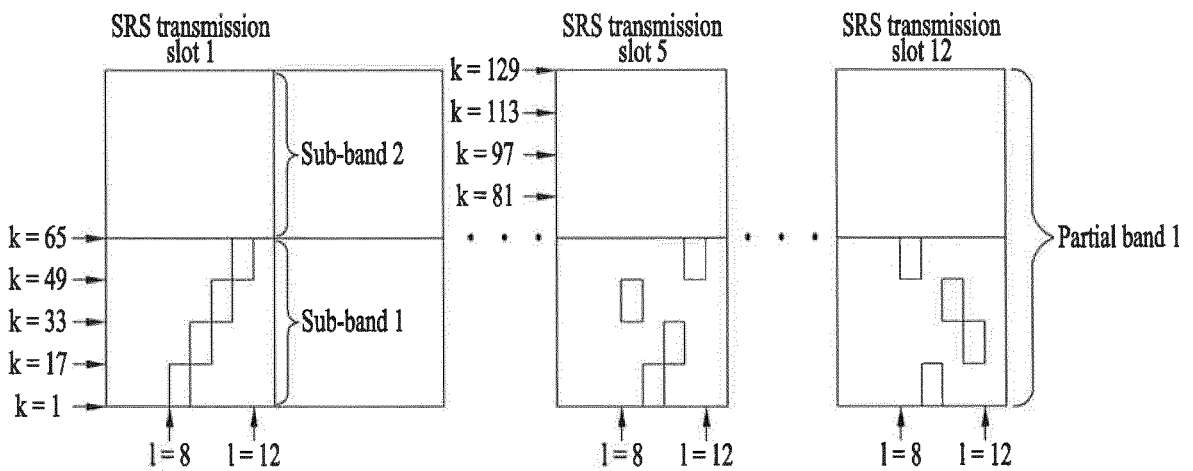 SRS transmission
slot 1
SRS transmission
slot 5
SRS transmission
slot 12
k = 129
k = 113
k = 97
k = 81
Sub-band 2
k = 65
k = 49
k = 33
k = 17
k = 1
Sub-band 1
Partial band 1
l = 8
l = 12
l = 8
l = 12
l = 8
l = 12